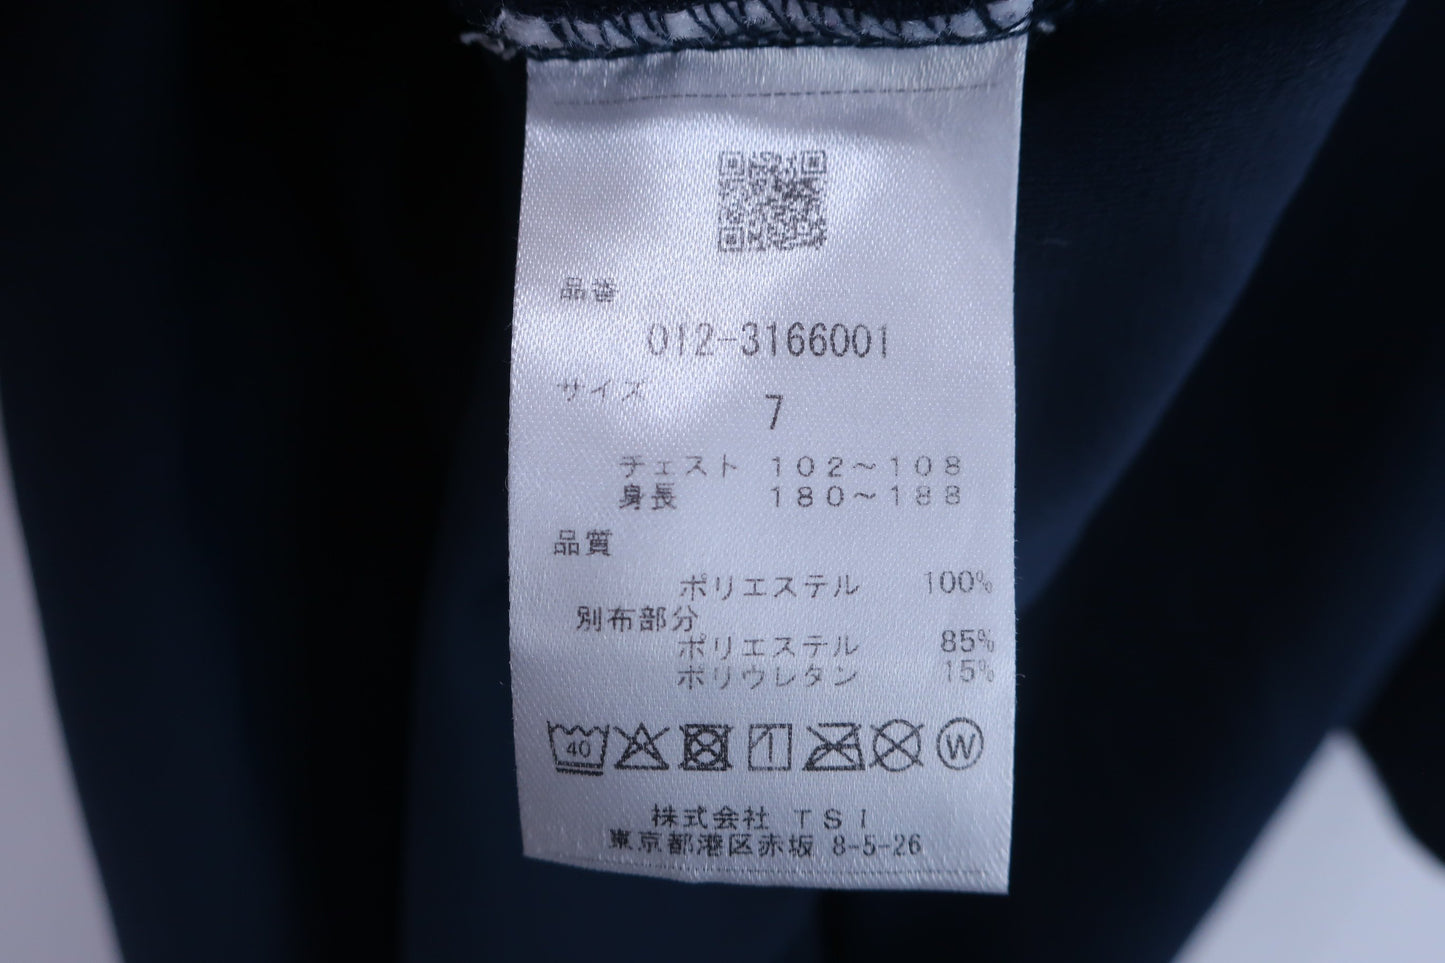 品番
012-3166001
サイズ
7
チェスト 102~108
身長 180~188
品質
ポリエステル 100%
別布部分
ポリエステル 85%
ポリウレタン 15%
40 W
株式会社 TSI
東京都港区赤坂 8-5-26